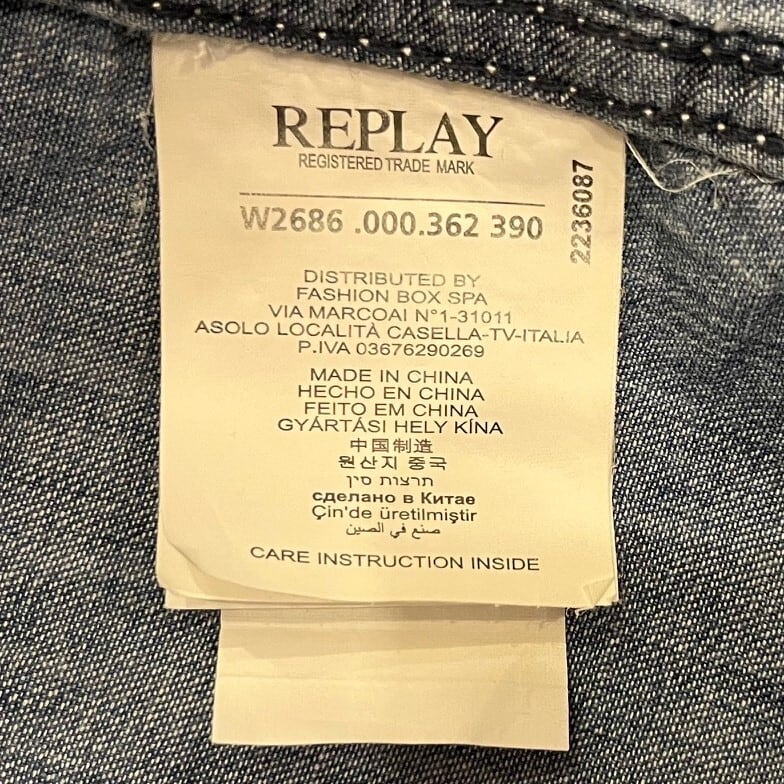 REPLAY
REGISTERED TRADE MARK
W2686 .000.362 390
2236087
DISTRIBUTED BY
FASHION BOX SPA
VIA MARCOAI N°1-31011
ASOLO LOCALITÀ CASELLA-TV-ITALIA
P.IVA 03676290269
MADE IN CHINA
HECHO EN CHINA
FEITO EM CHINA
GYÁRTÁSI HELY KÍNA
中国制造
원산지 중국
תרצות סין
сделано в Китае
Çin'de üretilmiştir
صنع في الصين
CARE INSTRUCTION INSIDE